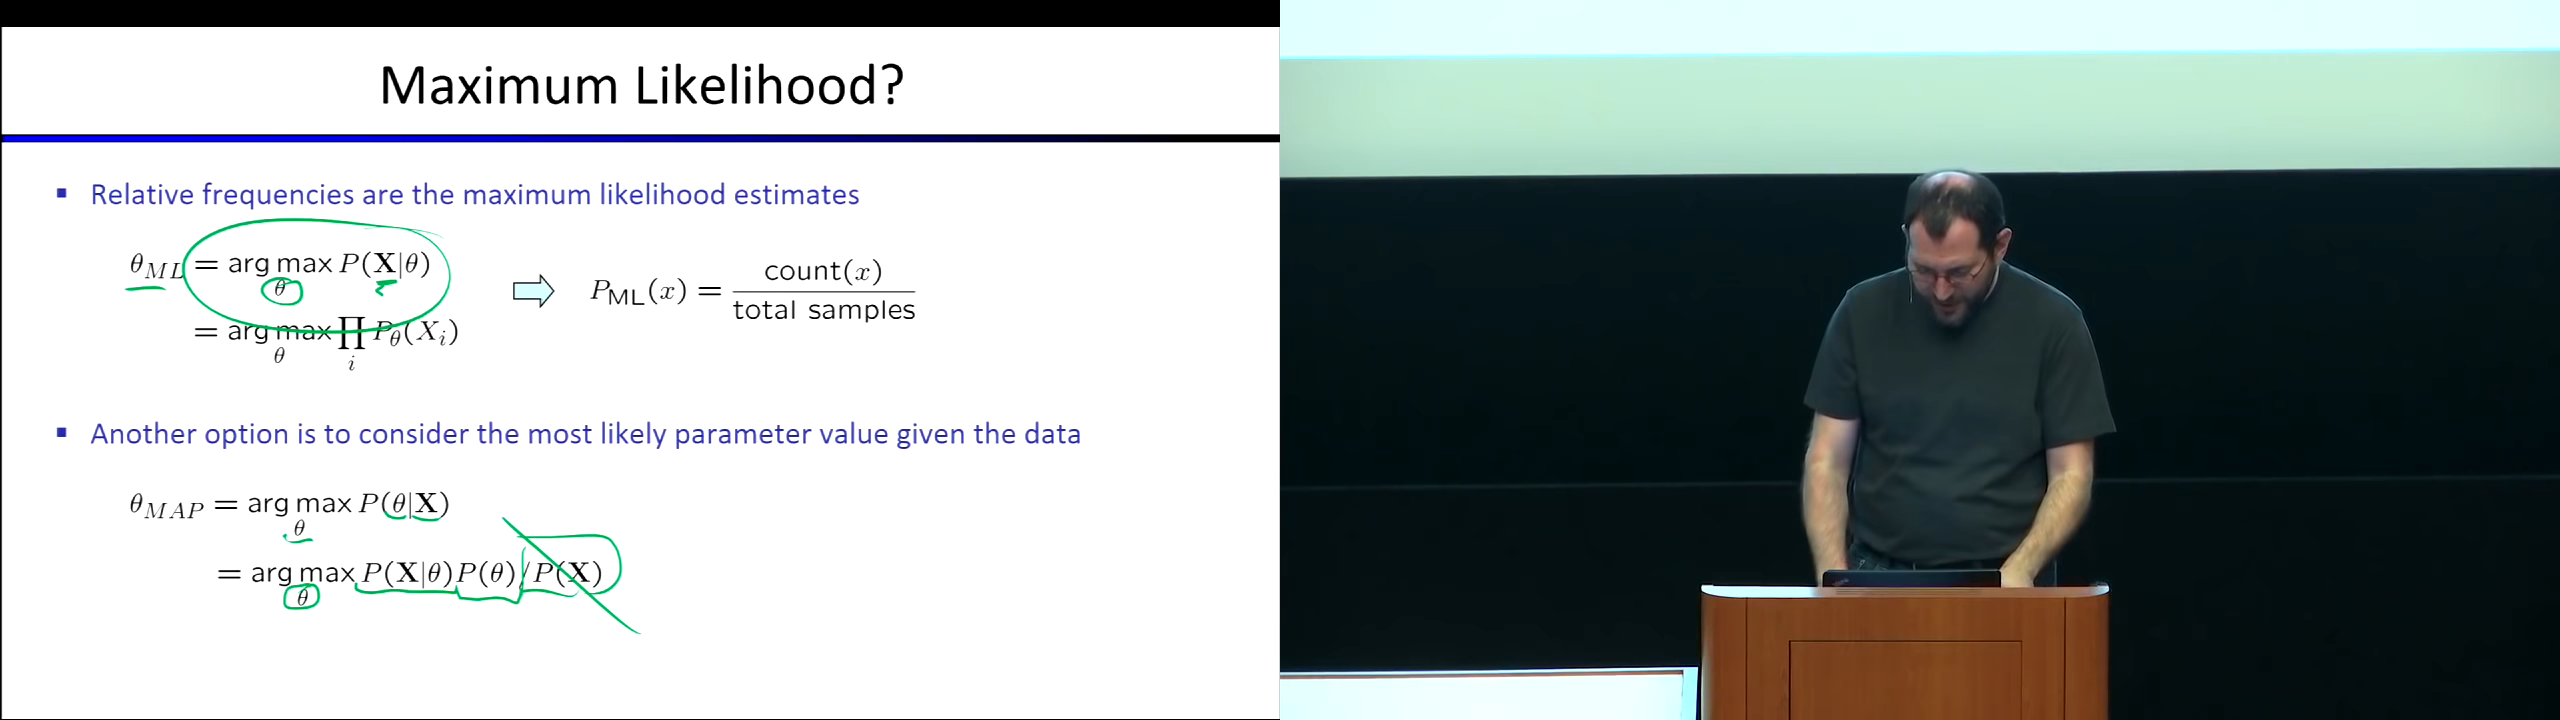 Maximum Likelihood?
▪ Relative frequencies are the maximum likelihood estimates
θ_ML = arg max_θ P(X|θ)
= arg max_θ ∏_i P_θ(X_i)
⇨ P_ML(x) = count(x) / total samples
▪ Another option is to consider the most likely parameter value given the data
θ_MAP = arg max_θ P(θ|X)
= arg max_θ P(X|θ)P(θ)/P(X)